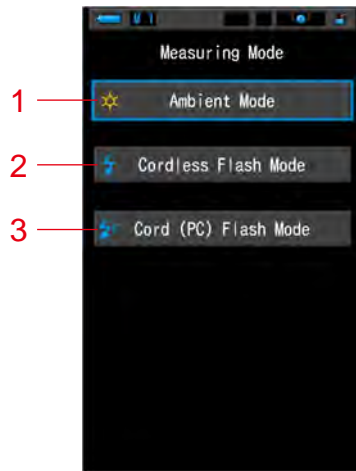 Measuring Mode
1 Ambient Mode
2 Cordless Flash Mode
3 Cord (PC) Flash Mode